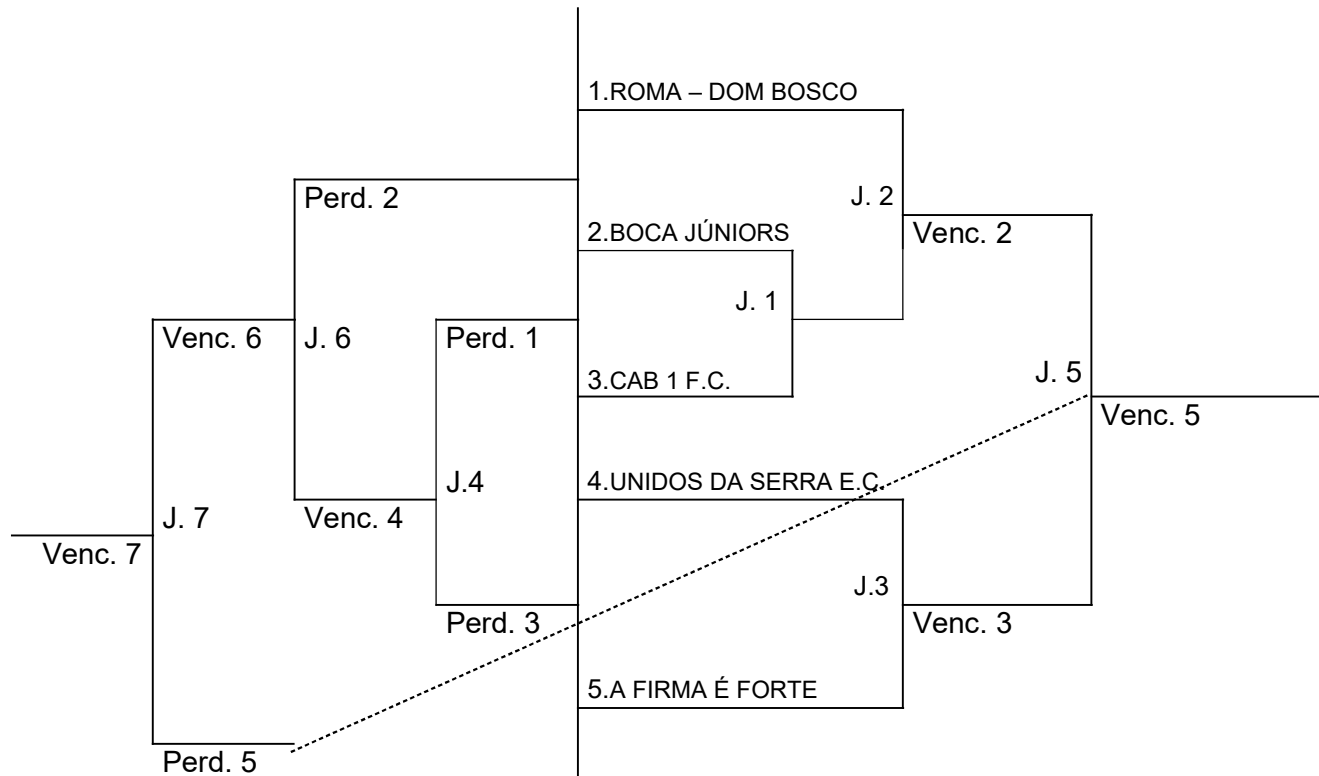 1.ROMA – DOM BOSCO
Perd. 2
J. 2
2.BOCA JÚNIORS
Venc. 2
J. 1
Venc. 6
J. 6
Perd. 1
3.CAB 1 F.C.
J. 5
Venc. 5
J.4
4.UNIDOS DA SERRA E.C.
J. 7
Venc. 4
Venc. 7
J.3
Perd. 3
Venc. 3
5.A FIRMA É FORTE
Perd. 5